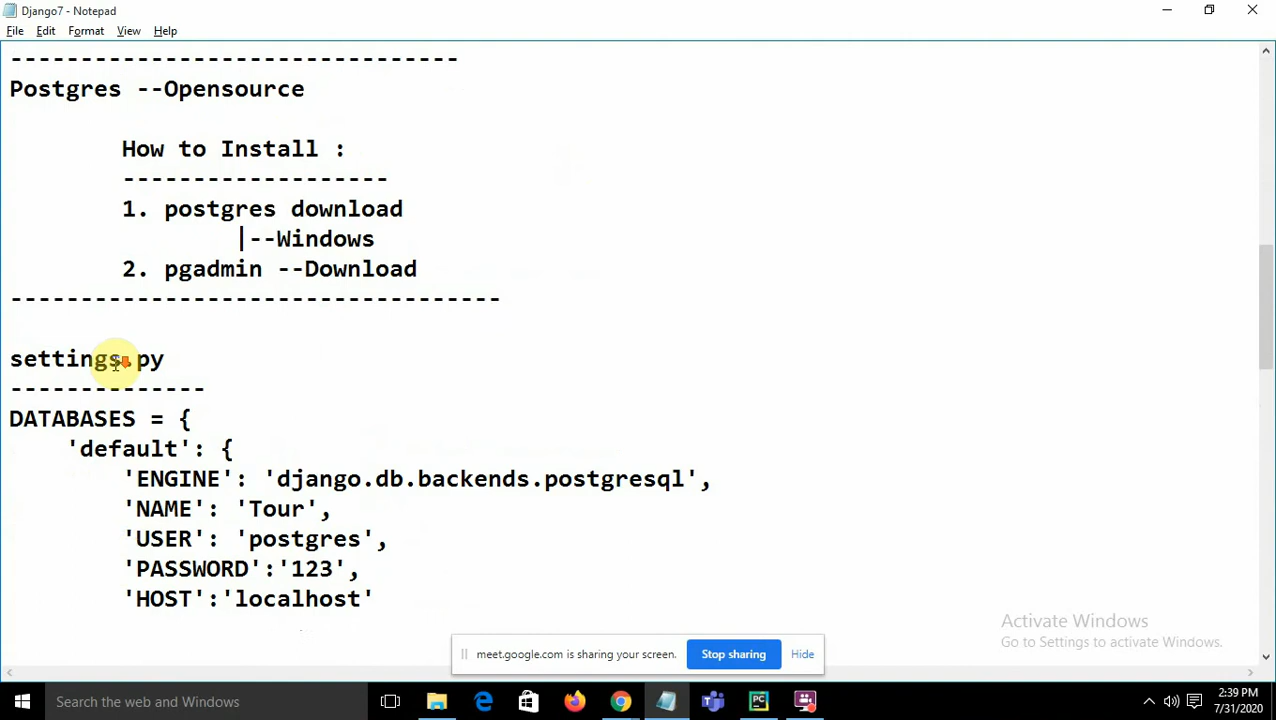 Django7 - Notepad
File Edit Format View Help
--------------------------------
Postgres --Opensource
How to Install :
-------------------
1. postgres download
|--Windows
2. pgadmin --Download
-----------------------------------
settings.py
--------------
DATABASES = {
'default': {
'ENGINE': 'django.db.backends.postgresql',
'NAME': 'Tour',
'USER': 'postgres',
'PASSWORD':'123',
'HOST':'localhost'
Activate Windows
Go to Settings to activate Windows.
meet.google.com is sharing your screen. Stop sharing Hide
Search the web and Windows
2:39 PM
7/31/2020